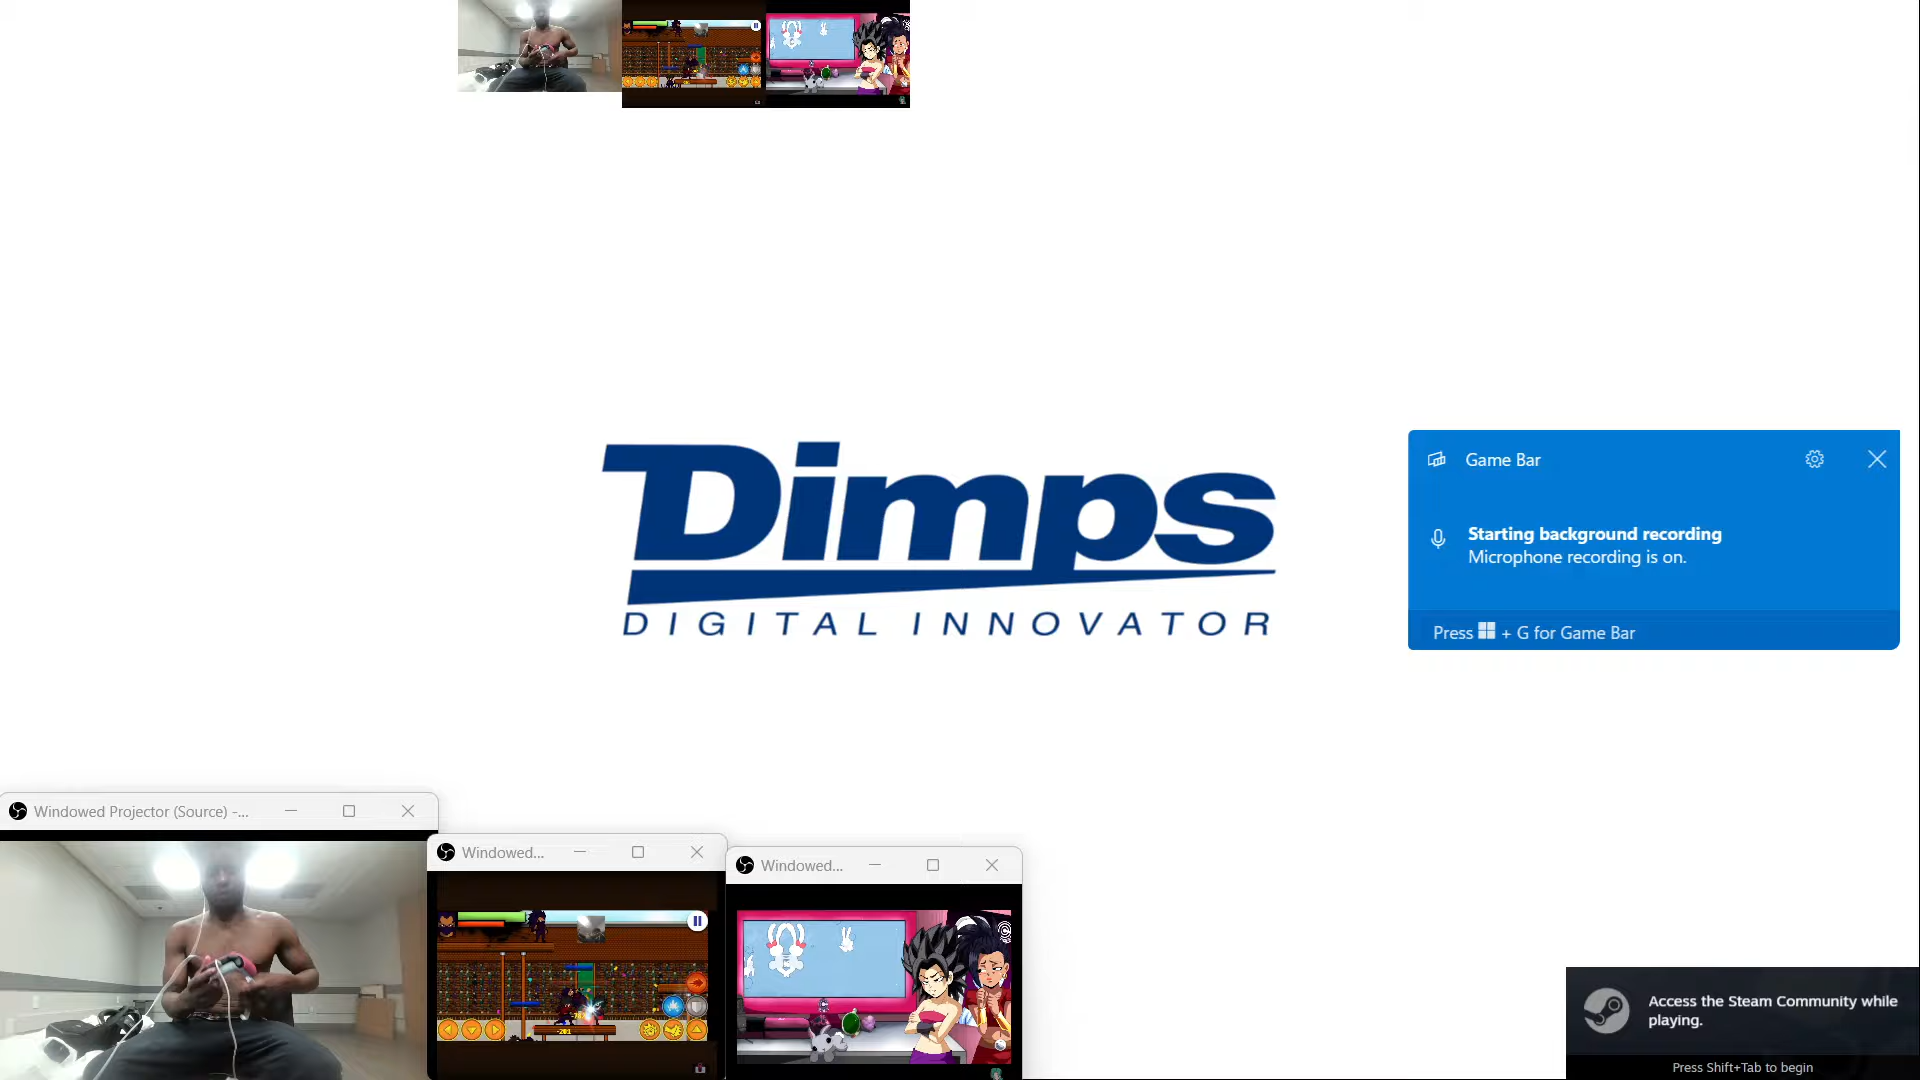 Dimps
DIGITAL INNOVATOR
Game Bar
Starting background recording
Microphone recording is on.
Press + G for Game Bar
Windowed Projector (Source) -...
Windowed...
Windowed...
-201
Access the Steam Community while
playing.
Press Shift+Tab to begin